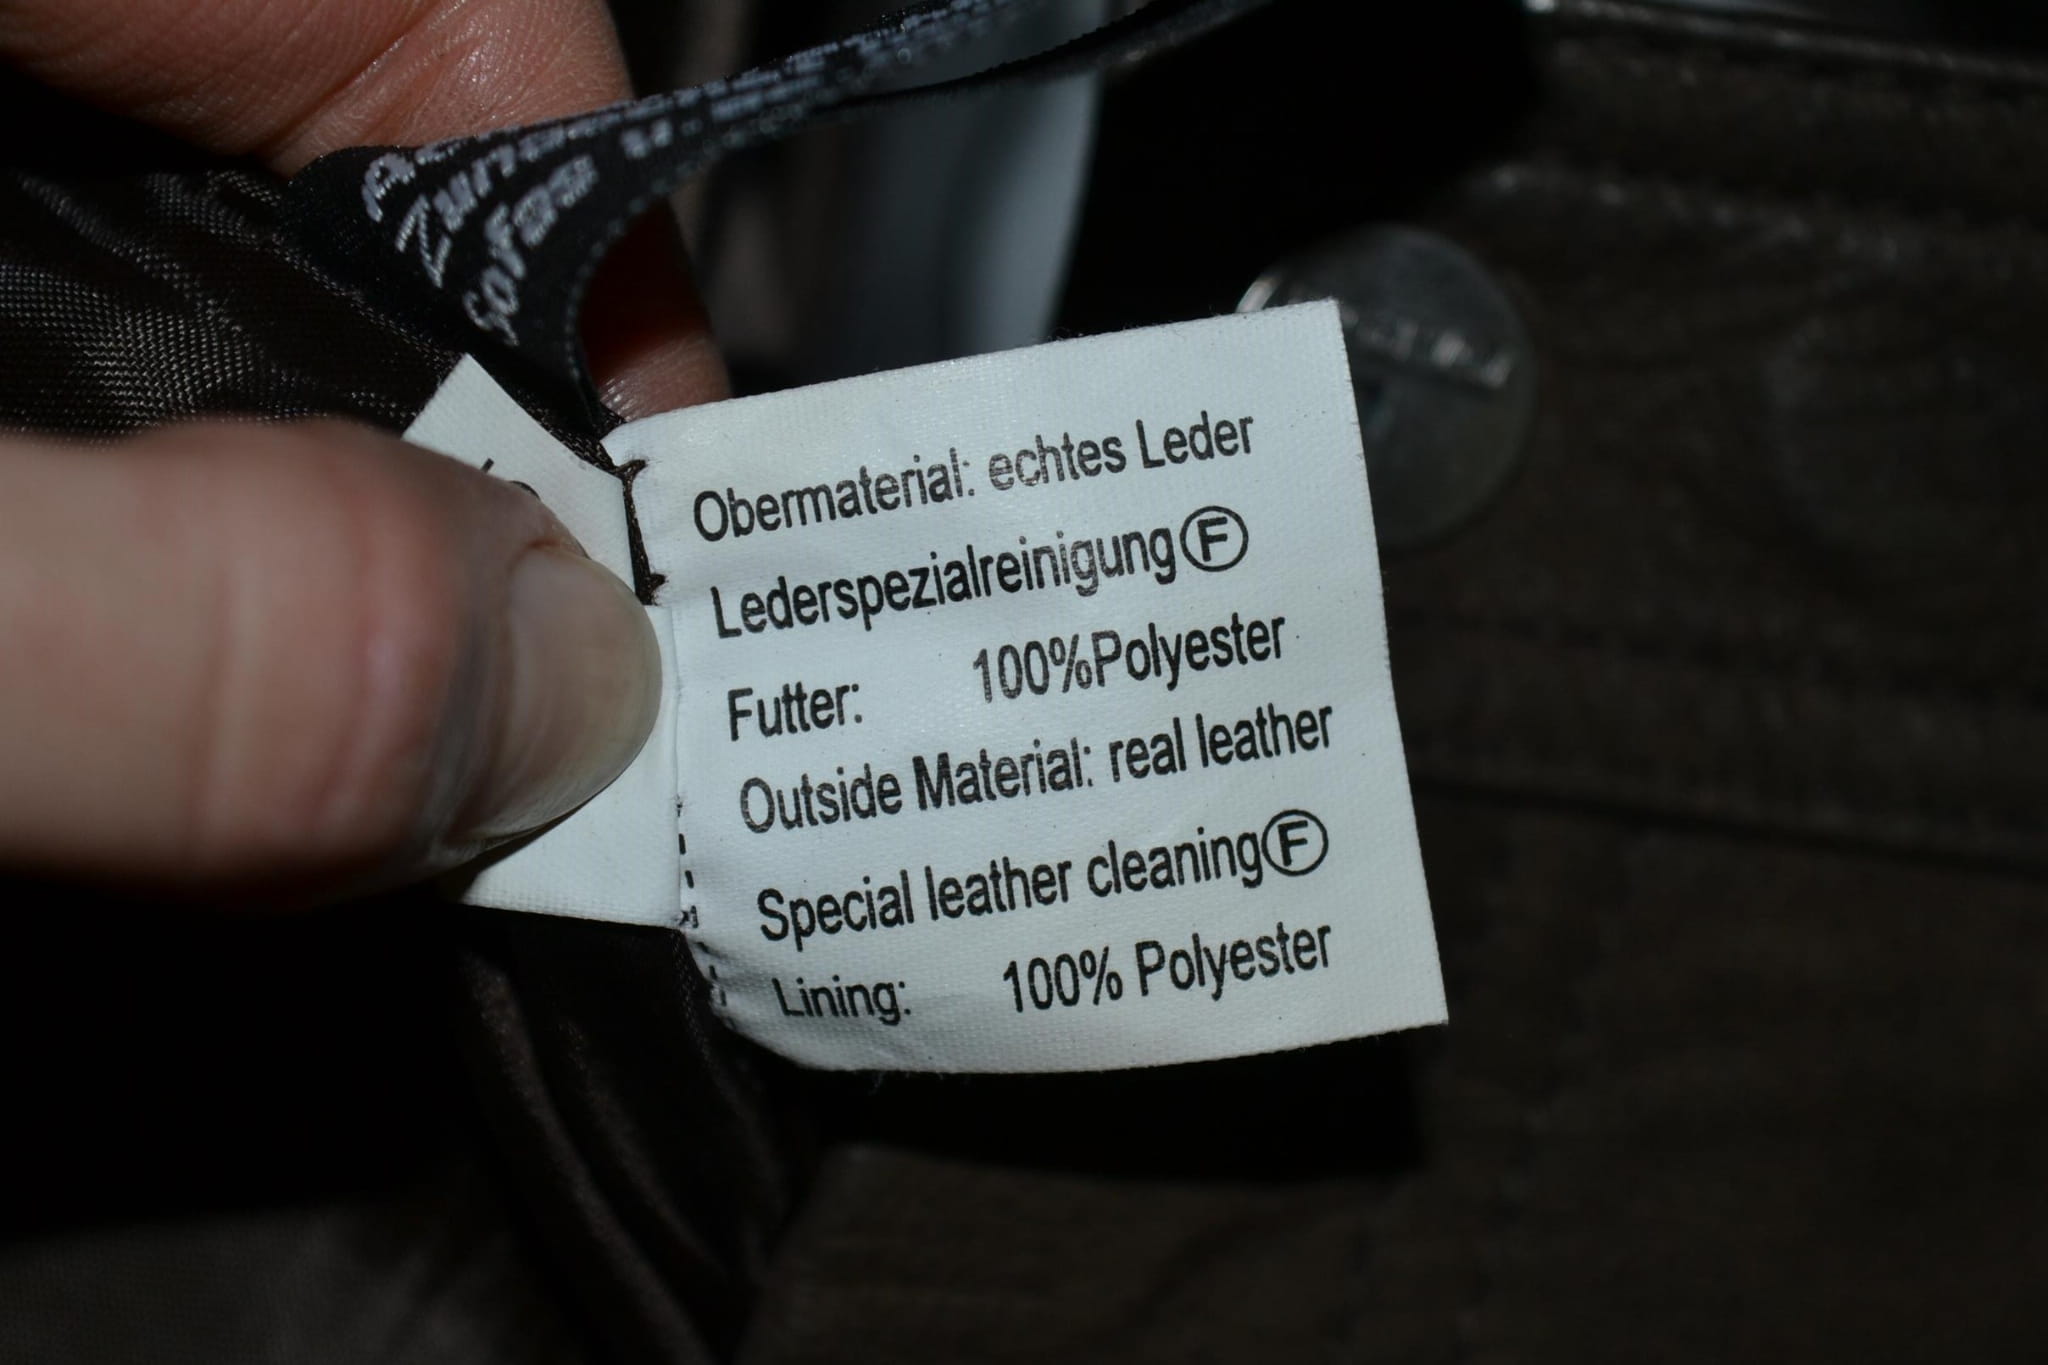 Obermaterial: echtes Leder
Lederspezialreinigung Ⓕ
Futter: 100%Polyester
Outside Material: real leather
Special leather cleaning Ⓕ
Lining: 100% Polyester